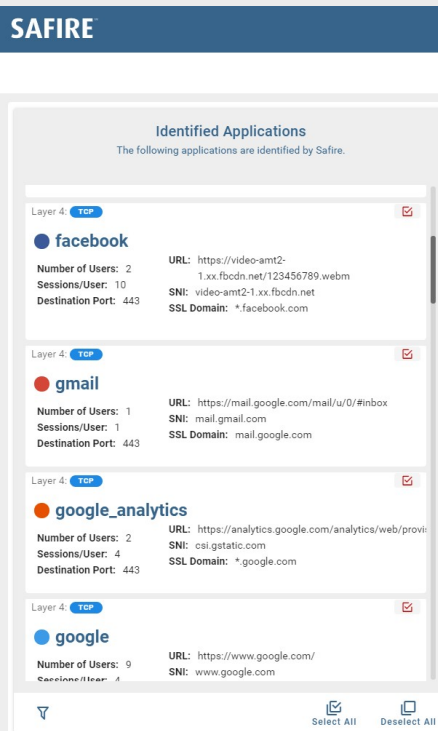 SAFIRE
Identified Applications
The following applications are identified by Safire.
Layer 4: TCP
facebook
Number of Users: 2
Sessions/User: 10
Destination Port: 443
URL: https://video-amt2-
1.xx.fbcdn.net/123456789.webm
SNI: video-amt2-1.xx.fbcdn.net
SSL Domain: *.facebook.com
Layer 4: TCP
gmail
Number of Users: 1
Sessions/User: 1
Destination Port: 443
URL: https://mail.google.com/mail/u/0/#inbox
SNI: mail.gmail.com
SSL Domain: mail.google.com
Layer 4: TCP
google_analytics
Number of Users: 2
Sessions/User: 4
Destination Port: 443
URL: https://analytics.google.com/analytics/web/provi
SNI: csi.gstatic.com
SSL Domain: *.google.com
Layer 4: TCP
google
Number of Users: 9
Sessions/User: 4
URL: https://www.google.com/
SNI: www.google.com
Select All
Deselect All